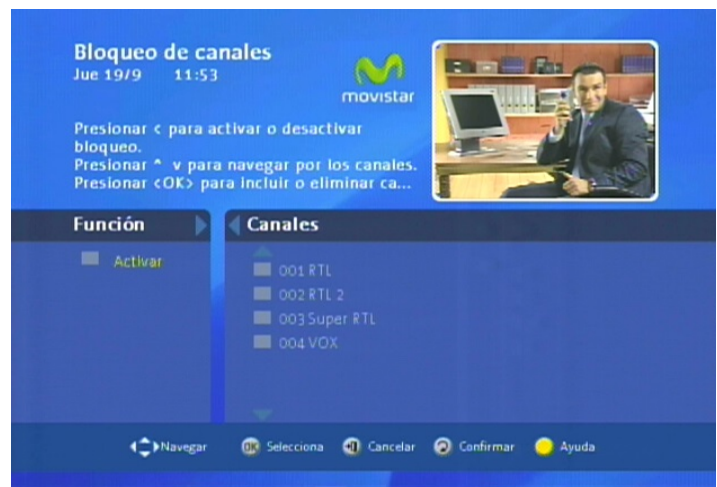 Bloqueo de canales
Jue 19/9 11:53
movistar
Presionar < para activar o desactivar
bloqueo.
Presionar ^ v para navegar por los canales.
Presionar <OK> para incluir o eliminar ca...
Función
Canales
Activar
001 RTL
002 RTL 2
003 Super RTL
004 VOX
Navegar
OK Selecciona
Cancelar
Confirmar
Ayuda